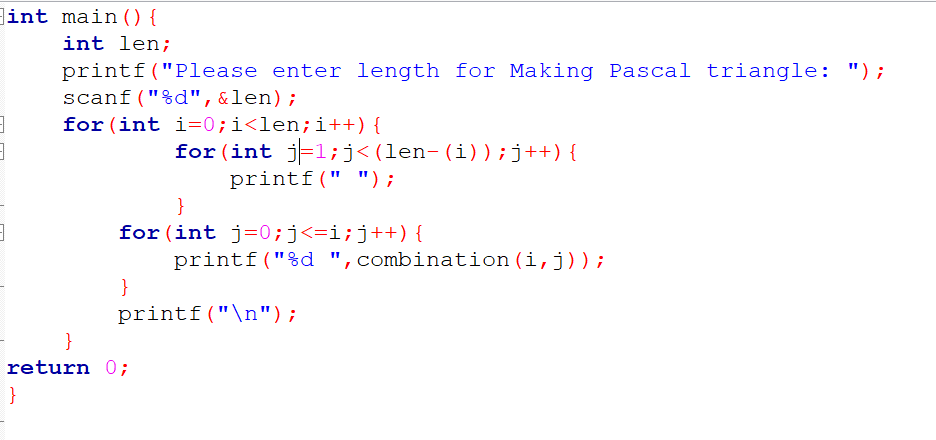 int main(){
    int len;
    printf("Please enter length for Making Pascal triangle: ");
    scanf("%d",&len);
    for(int i=0;i<len;i++){
            for(int j=1;j<(len-(i));j++){
                printf(" ");
            }
        for(int j=0;j<=i;j++){
            printf("%d ",combination(i,j));
        }
        printf("\n");
    }
return 0;
}